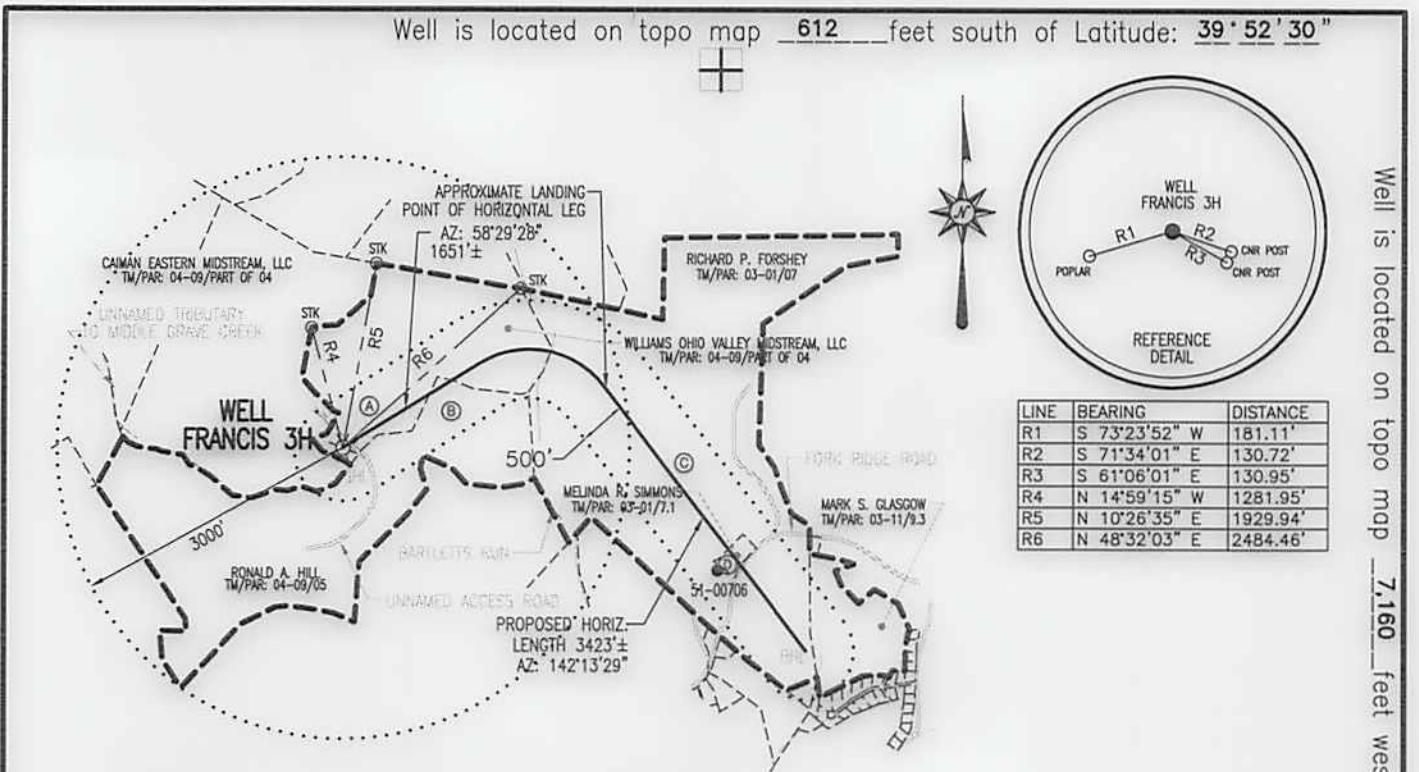 Well is located on topo map 612 feet south of Latitude: 39°52'30"
APPROXIMATE LANDING
POINT OF HORIZONTAL LEG
AZ: 58°29'28"
1651'±
CAIMAN EASTERN MIDSTREAM, LLC
TM/PAR: 04-09/PART OF 04
STK
STK
STK
UNNAMED TRIBUTARY
TO MIDDLE GRAVE CREEK
RICHARD P. FORSHEY
TM/PAR: 03-01/07
WILLIAMS OHIO VALLEY MIDSTREAM, LLC
TM/PAR: 04-09/PART OF 04
R4
R5
R6
A
B
C
D
WELL
FRANCIS 3H
500'
3000'
MELINDA R. SIMMONS
TM/PAR: 03-01/7.1
FORK RIDGE ROAD
MARK S. GLASGOW
TM/PAR: 03-11/9.3
RONALD A. HILL
TM/PAR: 04-09/05
BARTLETTS RUN
UNNAMED ACCESS ROAD
51-00706
PROPOSED HORIZ.
LENGTH 3423'±
AZ: 142°13'29"
BHL
N
WELL
FRANCIS 3H
R1
R2
R3
POPLAR
CNR POST
CNR POST
REFERENCE
DETAIL
LINE BEARING DISTANCE
R1 S 73°23'52" W 181.11'
R2 S 71°34'01" E 130.72'
R3 S 61°06'01" E 130.95'
R4 N 14°59'15" W 1281.95'
R5 N 10°26'35" E 1929.94'
R6 N 48°32'03" E 2484.46'
Well is located on topo map 7,160 feet wes